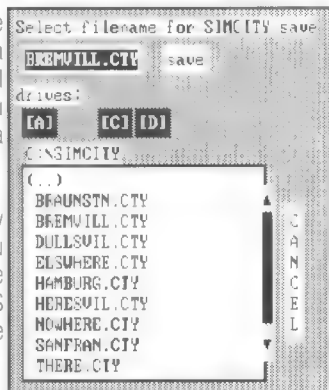 Select filename for SIMCITY save
BREMVILL.CTY save
drives:
[A] [C] [D]
C:\SIMCITY
(..)
BRAUNSTN.CTY
BREMVILL.CTY
DULLSVIL.CTY
ELSWHERE.CTY
HAMBURG.CTY
HERESVIL.CTY
NOWHERE.CTY
SANFRAN.CTY
THERE.CTY
CANCEL